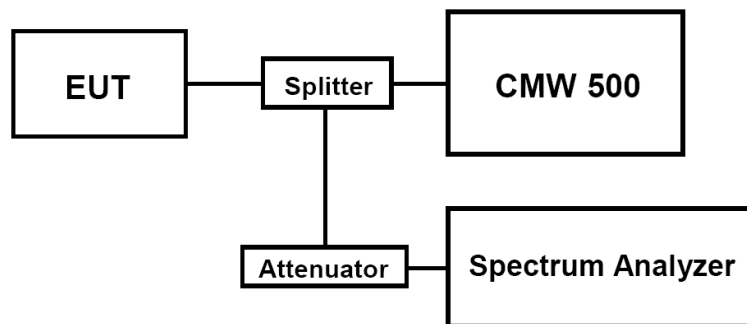 EUT
Splitter
CMW 500
Attenuator
Spectrum Analyzer